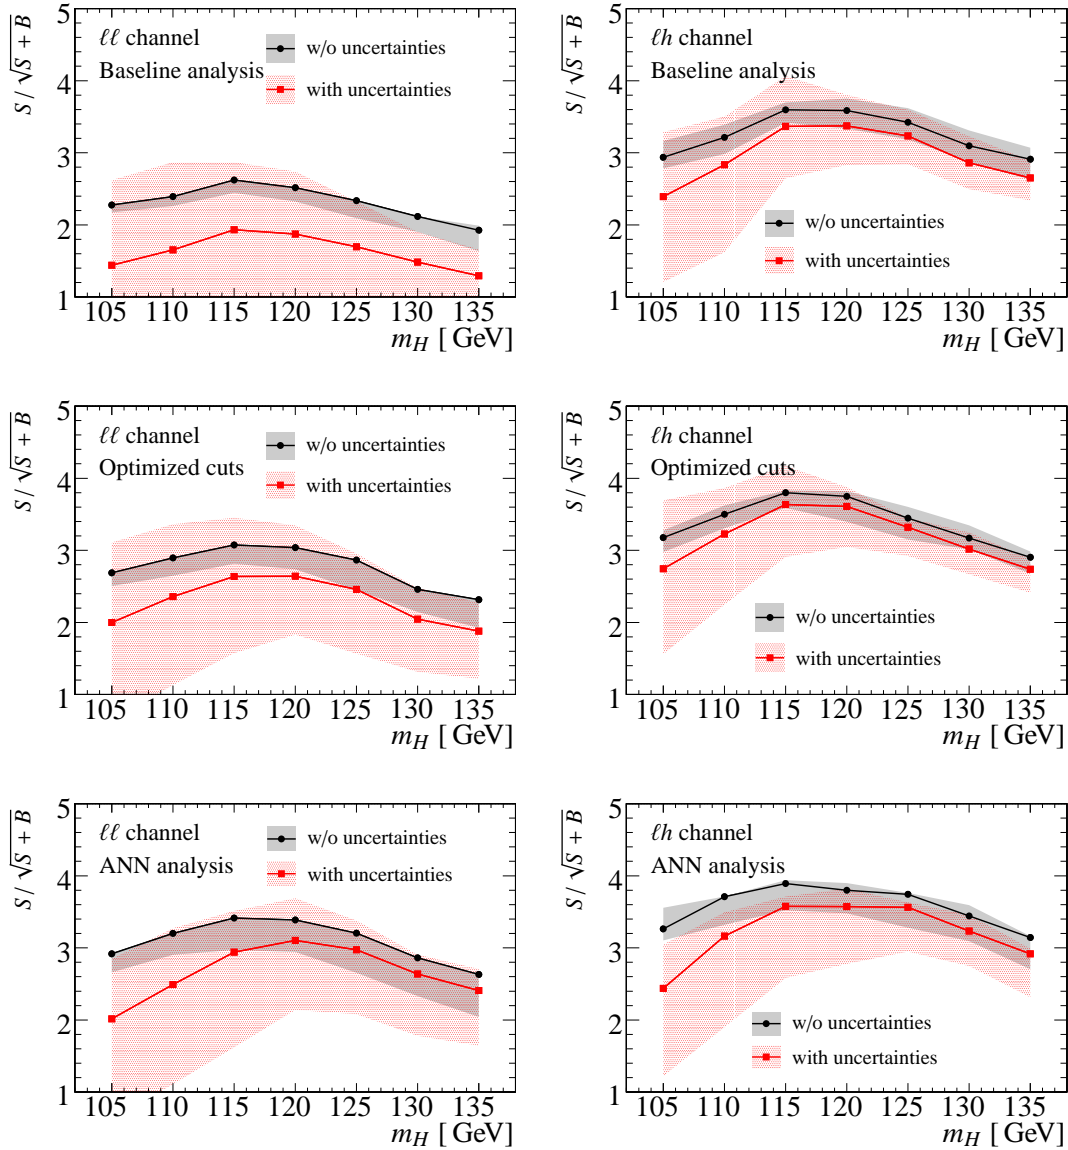 S / √S + B
5
4
3
2
1
ℓℓ channel
Baseline analysis
w/o uncertainties
with uncertainties
105 110 115 120 125 130 135
m_H [ GeV]
S / √S + B
5
4
3
2
1
ℓh channel
Baseline analysis
w/o uncertainties
with uncertainties
105 110 115 120 125 130 135
m_H [ GeV]
S / √S + B
5
4
3
2
1
ℓℓ channel
Optimized cuts
w/o uncertainties
with uncertainties
105 110 115 120 125 130 135
m_H [ GeV]
S / √S + B
5
4
3
2
1
ℓh channel
Optimized cuts
w/o uncertainties
with uncertainties
105 110 115 120 125 130 135
m_H [ GeV]
S / √S + B
5
4
3
2
1
ℓℓ channel
ANN analysis
w/o uncertainties
with uncertainties
105 110 115 120 125 130 135
m_H [ GeV]
S / √S + B
5
4
3
2
1
ℓh channel
ANN analysis
w/o uncertainties
with uncertainties
105 110 115 120 125 130 135
m_H [ GeV]